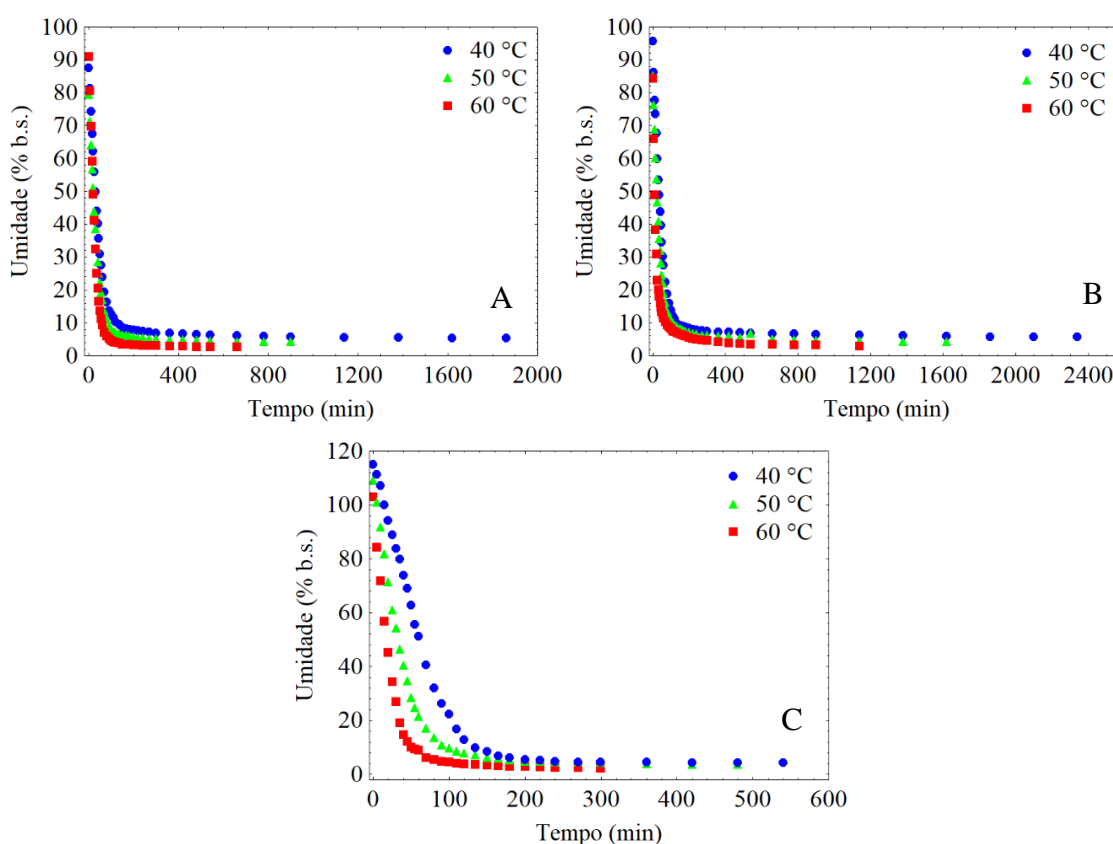 100
90
80
70
60
50
40
30
20
10
0
Umidade (% b.s.)
40 °C
50 °C
60 °C
A
0 400 800 1200 1600 2000
Tempo (min)
100
90
80
70
60
50
40
30
20
10
0
Umidade (% b.s.)
40 °C
50 °C
60 °C
B
0 400 800 1200 1600 2000 2400
Tempo (min)
120
100
80
60
40
20
0
Umidade (% b.s.)
40 °C
50 °C
60 °C
C
0 100 200 300 400 500 600
Tempo (min)